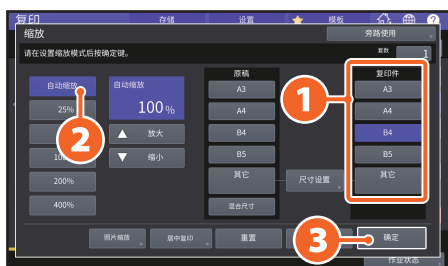 复印
存储
设置
模板
缩放
旁路使用
请在设置缩放模式后按确定键。
套数
1
自动缩放
25%
200%
400%
自动缩放
100%
放大
缩小
原稿
A3
A4
B4
B5
其它
混合尺寸
尺寸设置
复印件
A3
A4
B4
B5
其它
照片缩放
居中复印
重置
确定
作业状态
1
2
3